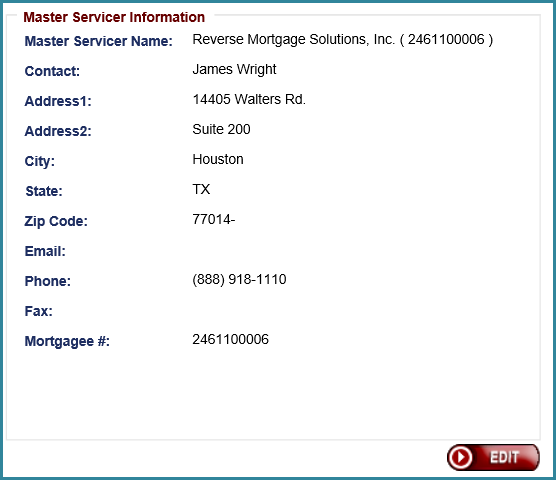 Master Servicer Information
Master Servicer Name: Reverse Mortgage Solutions, Inc. ( 2461100006 )
Contact: James Wright
Address1: 14405 Walters Rd.
Address2: Suite 200
City: Houston
State: TX
Zip Code: 77014-
Email:
Phone: (888) 918-1110
Fax:
Mortgagee #: 2461100006
EDIT